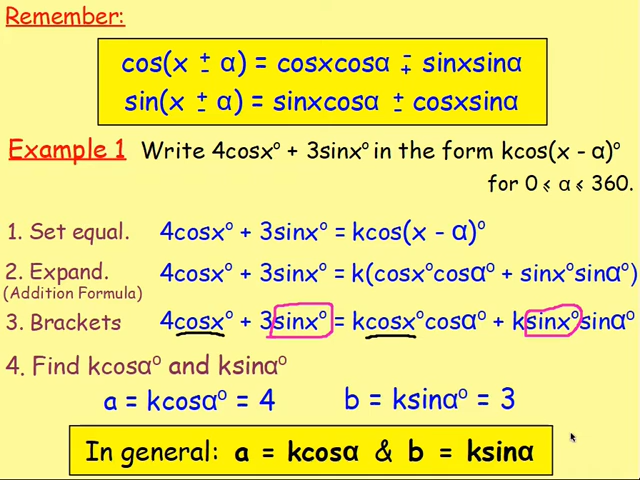 Remember:
cos(x ± α) = cosxcosα ∓ sinxsinα
sin(x ± α) = sinxcosα ± cosxsinα
Example 1 Write 4cosx° + 3sinx° in the form kcos(x - α)°
for 0 ≤ α ≤ 360.
1. Set equal. 4cosx° + 3sinx° = kcos(x - α)°
2. Expand. 4cosx° + 3sinx° = k(cosx°cosα° + sinx°sinα°)
(Addition Formula)
3. Brackets 4cosx° + 3sinx° = kcosx°cosα° + ksinx°sinα°
4. Find kcosα° and ksinα°
a = kcosα° = 4 b = ksinα° = 3
In general: a = kcosα & b = ksinα